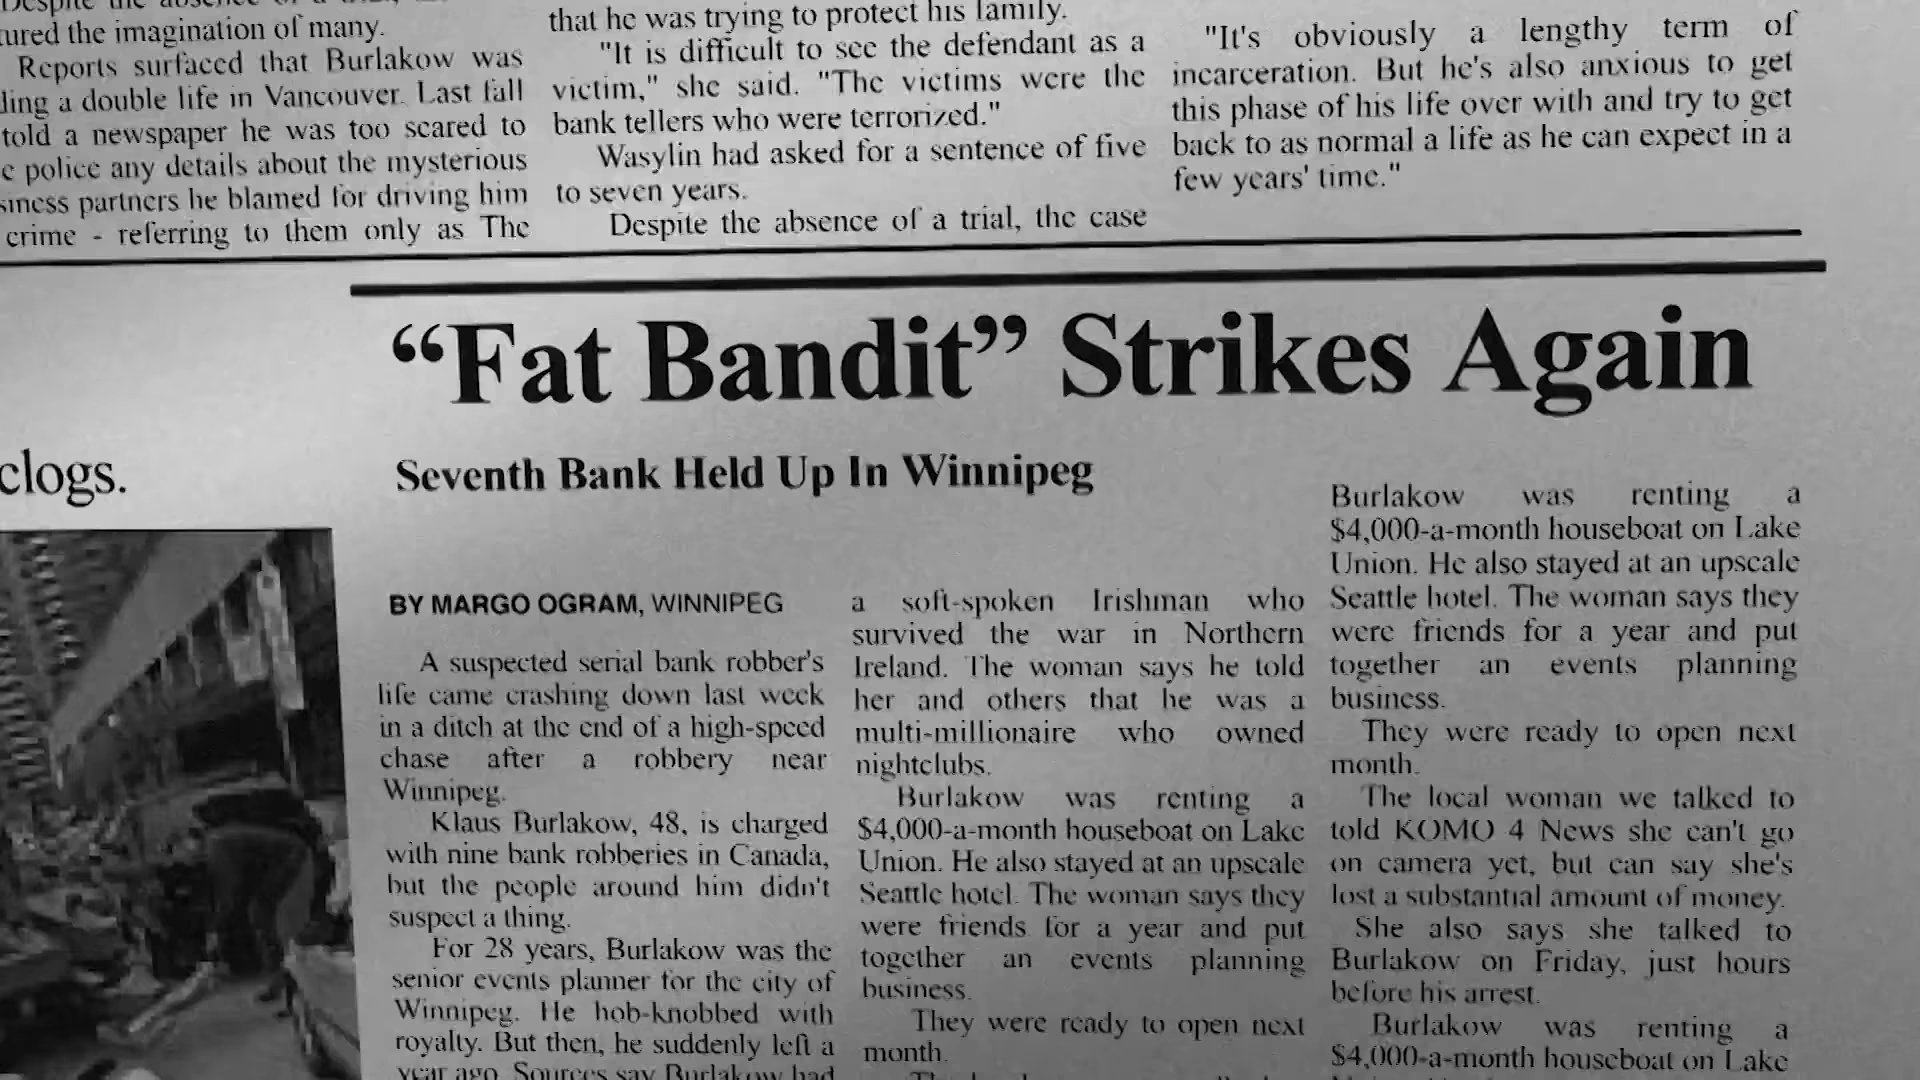 tured the imagination of many.
Reports surfaced that Burlakow was
ding a double life in Vancouver. Last fall
told a newspaper he was too scared to
e police any details about the mysterious
siness partners he blamed for driving him
crime - referring to them only as The
that he was trying to protect his family.
"It is difficult to see the defendant as a
victim," she said. "The victims were the
bank tellers who were terrorized."
Wasylin had asked for a sentence of five
to seven years.
Despite the absence of a trial, the case
"It's obviously a lengthy term of
incarceration. But he's also anxious to get
this phase of his life over with and try to get
back to as normal a life as he can expect in a
few years' time."
clogs.
“Fat Bandit” Strikes Again
Seventh Bank Held Up In Winnipeg
BY MARGO OGRAM, WINNIPEG
A suspected serial bank robber's
life came crashing down last week
in a ditch at the end of a high-speed
chase after a robbery near
Winnipeg.
Klaus Burlakow, 48, is charged
with nine bank robberies in Canada,
but the people around him didn't
suspect a thing.
For 28 years, Burlakow was the
senior events planner for the city of
Winnipeg. He hob-knobbed with
royalty. But then, he suddenly left a
year ago. Sources say Burlakow had
a soft-spoken Irishman who
survived the war in Northern
Ireland. The woman says he told
her and others that he was a
multi-millionaire who owned
nightclubs.
Burlakow was renting a
$4,000-a-month houseboat on Lake
Union. He also stayed at an upscale
Seattle hotel. The woman says they
were friends for a year and put
together an events planning
business.
They were ready to open next
month.
Burlakow was renting a
$4,000-a-month houseboat on Lake
Union. He also stayed at an upscale
Seattle hotel. The woman says they
were friends for a year and put
together an events planning
business.
They were ready to open next
month.
The local woman we talked to
told KOMO 4 News she can't go
on camera yet, but can say she's
lost a substantial amount of money.
She also says she talked to
Burlakow on Friday, just hours
before his arrest.
Burlakow was renting a
$4,000-a-month houseboat on Lake